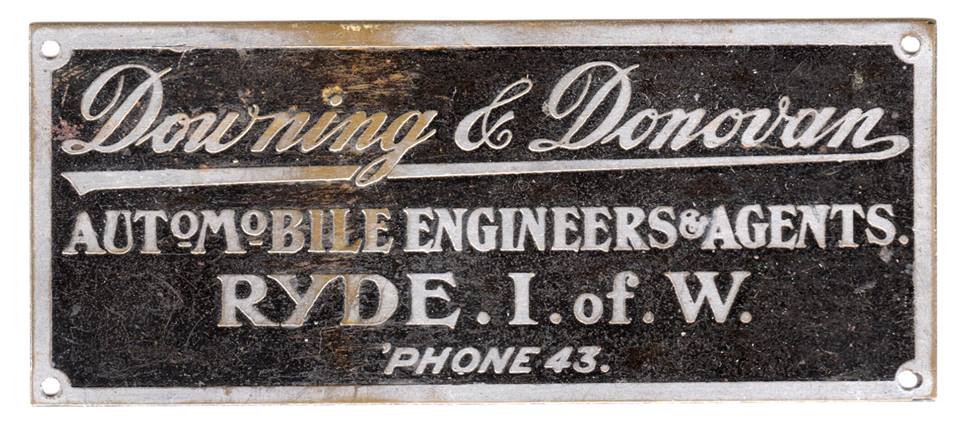 Downing & Donovan
AUTOMOBILE ENGINEERS & AGENTS.
RYDE. I. of. W.
'PHONE 43.